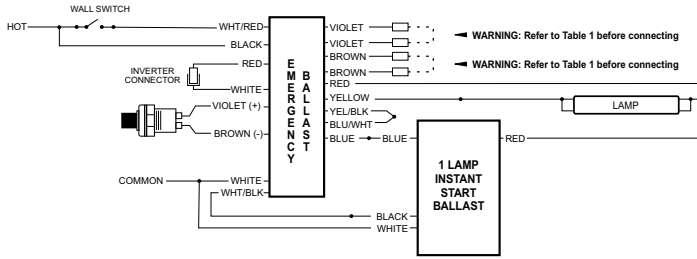 WALL SWITCH
HOT
WHT/RED
BLACK
RED
INVERTER
CONNECTOR
WHITE
VIOLET (+)
BROWN (-)
COMMON
WHITE
WHT/BLK
EMERGENCY
BALLAST
VIOLET
VIOLET
BROWN
BROWN
RED
YELLOW
YEL/BLK
BLU/WHT
BLUE
BLUE
WARNING: Refer to Table 1 before connecting
WARNING: Refer to Table 1 before connecting
LAMP
RED
1 LAMP
INSTANT
START
BALLAST
BLACK
WHITE